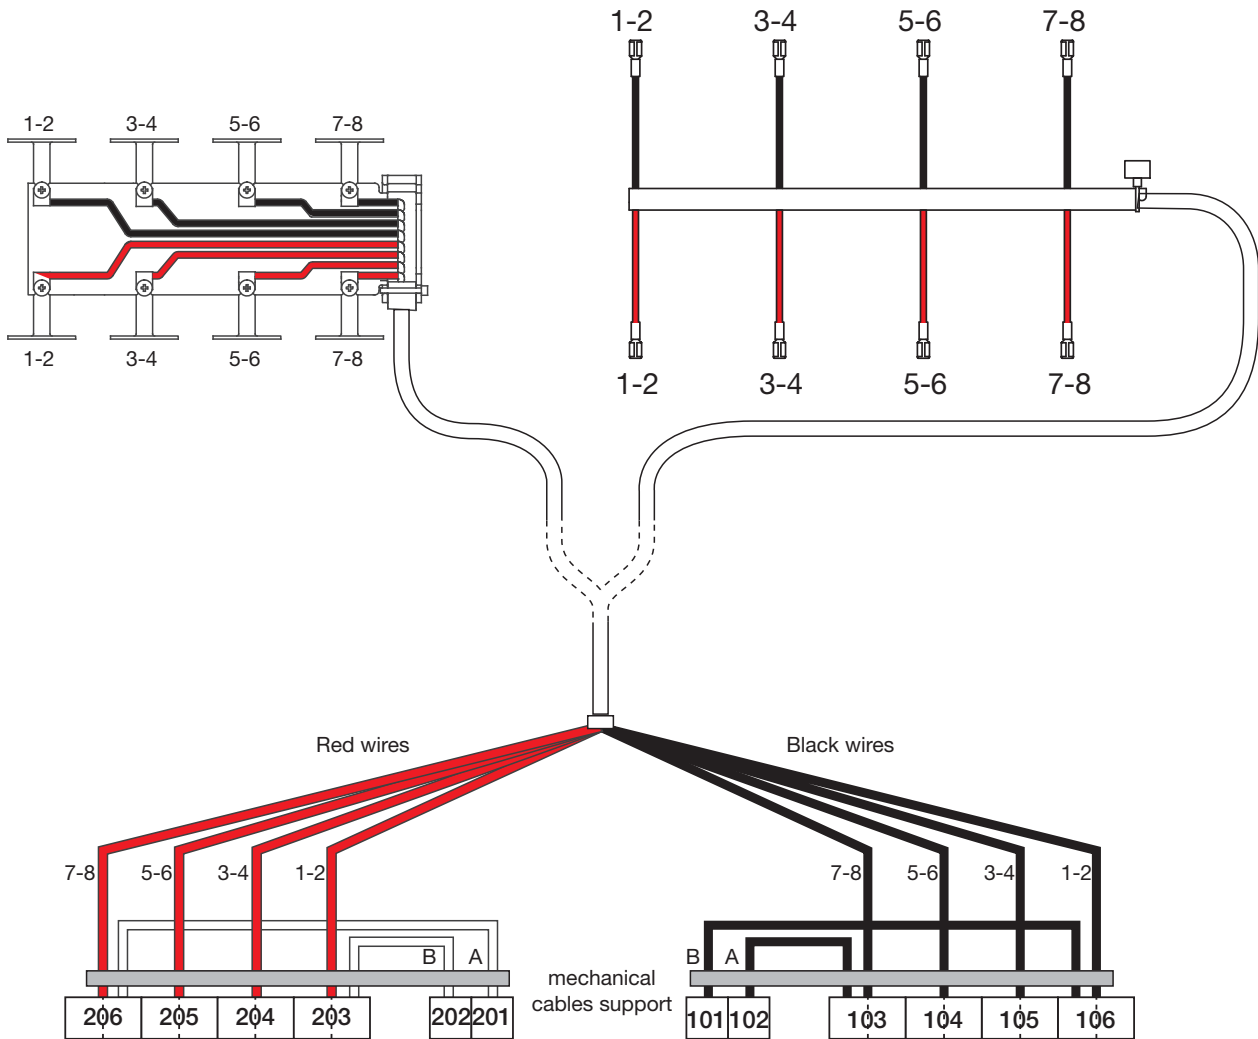 1-2 3-4 5-6 7-8
1-2 3-4 5-6 7-8
1-2 3-4 5-6 7-8
1-2 3-4 5-6 7-8
Red wires
Black wires
7-8 5-6 3-4 1-2
7-8 5-6 3-4 1-2
B A
B A
mechanical
cables support
206 205 204 203 202 201
101 102 103 104 105 106